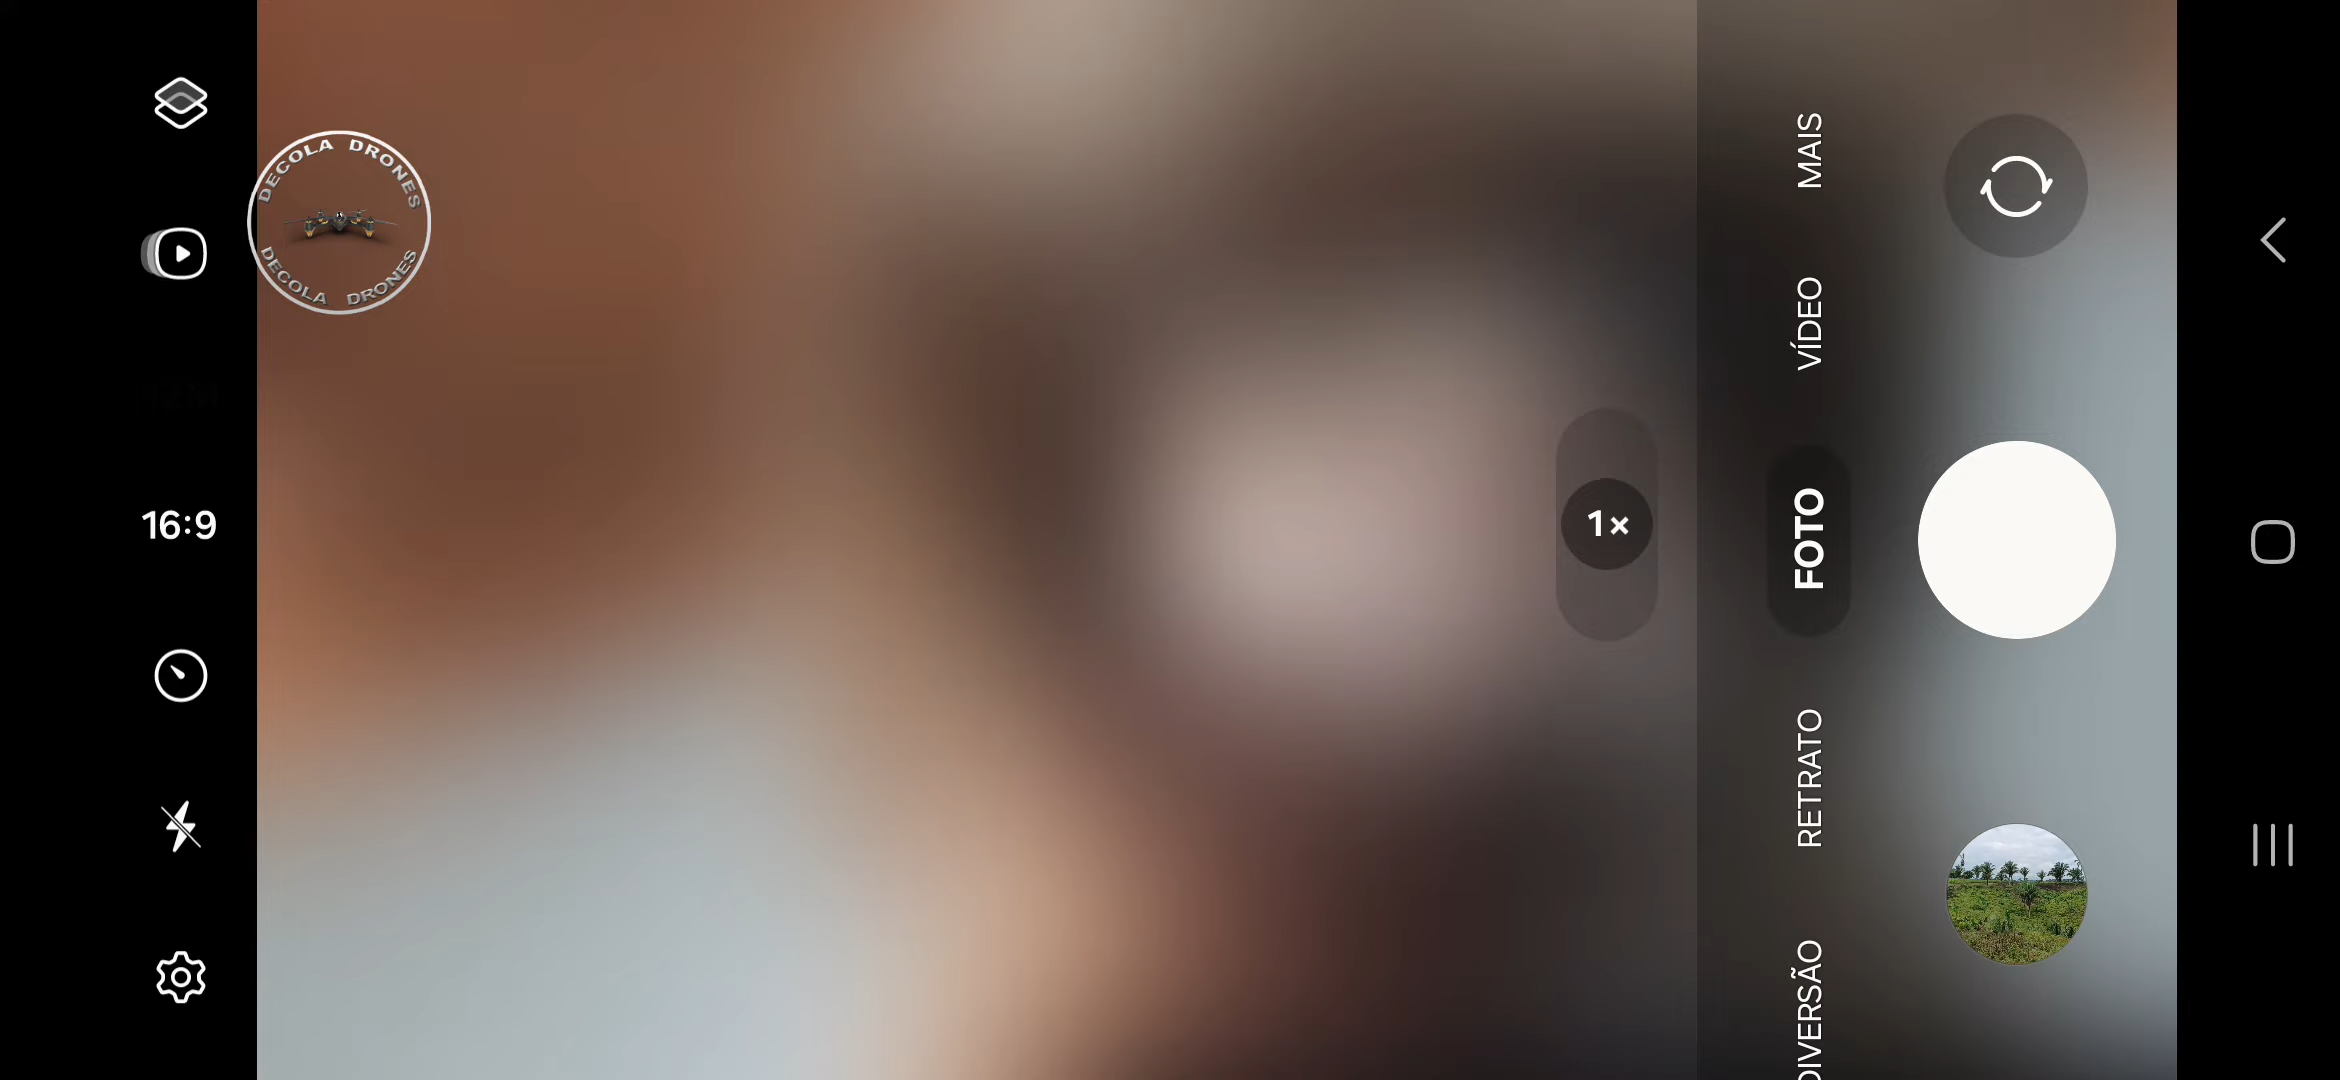 DECOLA DRONES
DECOLA DRONES
16:9
1×
MAIS
VÍDEO
FOTO
RETRATO
DIVERSÃO